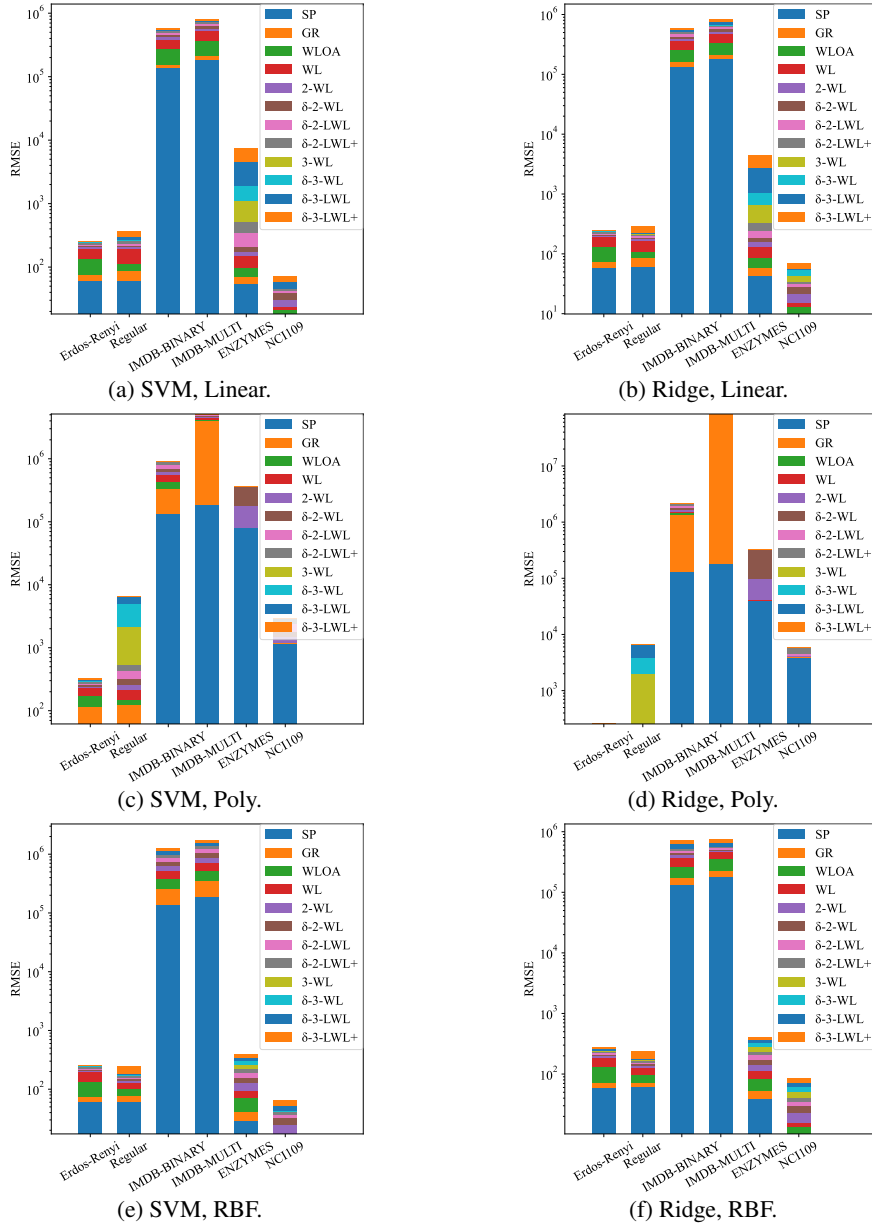 10^6
10^5
10^4
10^3
10^2
RMSE
SP
GR
WLOA
WL
2-WL
δ-2-WL
δ-2-LWL
δ-2-LWL+
3-WL
δ-3-WL
δ-3-LWL
δ-3-LWL+
Erdos-Renyi
Regular
IMDB-BINARY
IMDB-MULTI
ENZYMES
NCI109
(a) SVM, Linear.
10^6
10^5
10^4
10^3
10^2
10^1
RMSE
SP
GR
WLOA
WL
2-WL
δ-2-WL
δ-2-LWL
δ-2-LWL+
3-WL
δ-3-WL
δ-3-LWL
δ-3-LWL+
Erdos-Renyi
Regular
IMDB-BINARY
IMDB-MULTI
ENZYMES
NCI109
(b) Ridge, Linear.
10^6
10^5
10^4
10^3
10^2
RMSE
SP
GR
WLOA
WL
2-WL
δ-2-WL
δ-2-LWL
δ-2-LWL+
3-WL
δ-3-WL
δ-3-LWL
δ-3-LWL+
Erdos-Renyi
Regular
IMDB-BINARY
IMDB-MULTI
ENZYMES
NCI109
(c) SVM, Poly.
10^7
10^6
10^5
10^4
10^3
RMSE
SP
GR
WLOA
WL
2-WL
δ-2-WL
δ-2-LWL
δ-2-LWL+
3-WL
δ-3-WL
δ-3-LWL
δ-3-LWL+
Erdos-Renyi
Regular
IMDB-BINARY
IMDB-MULTI
ENZYMES
NCI109
(d) Ridge, Poly.
10^6
10^5
10^4
10^3
10^2
RMSE
SP
GR
WLOA
WL
2-WL
δ-2-WL
δ-2-LWL
δ-2-LWL+
3-WL
δ-3-WL
δ-3-LWL
δ-3-LWL+
Erdos-Renyi
Regular
IMDB-BINARY
IMDB-MULTI
ENZYMES
NCI109
(e) SVM, RBF.
10^6
10^5
10^4
10^3
10^2
RMSE
SP
GR
WLOA
WL
2-WL
δ-2-WL
δ-2-LWL
δ-2-LWL+
3-WL
δ-3-WL
δ-3-LWL
δ-3-LWL+
Erdos-Renyi
Regular
IMDB-BINARY
IMDB-MULTI
ENZYMES
NCI109
(f) Ridge, RBF.